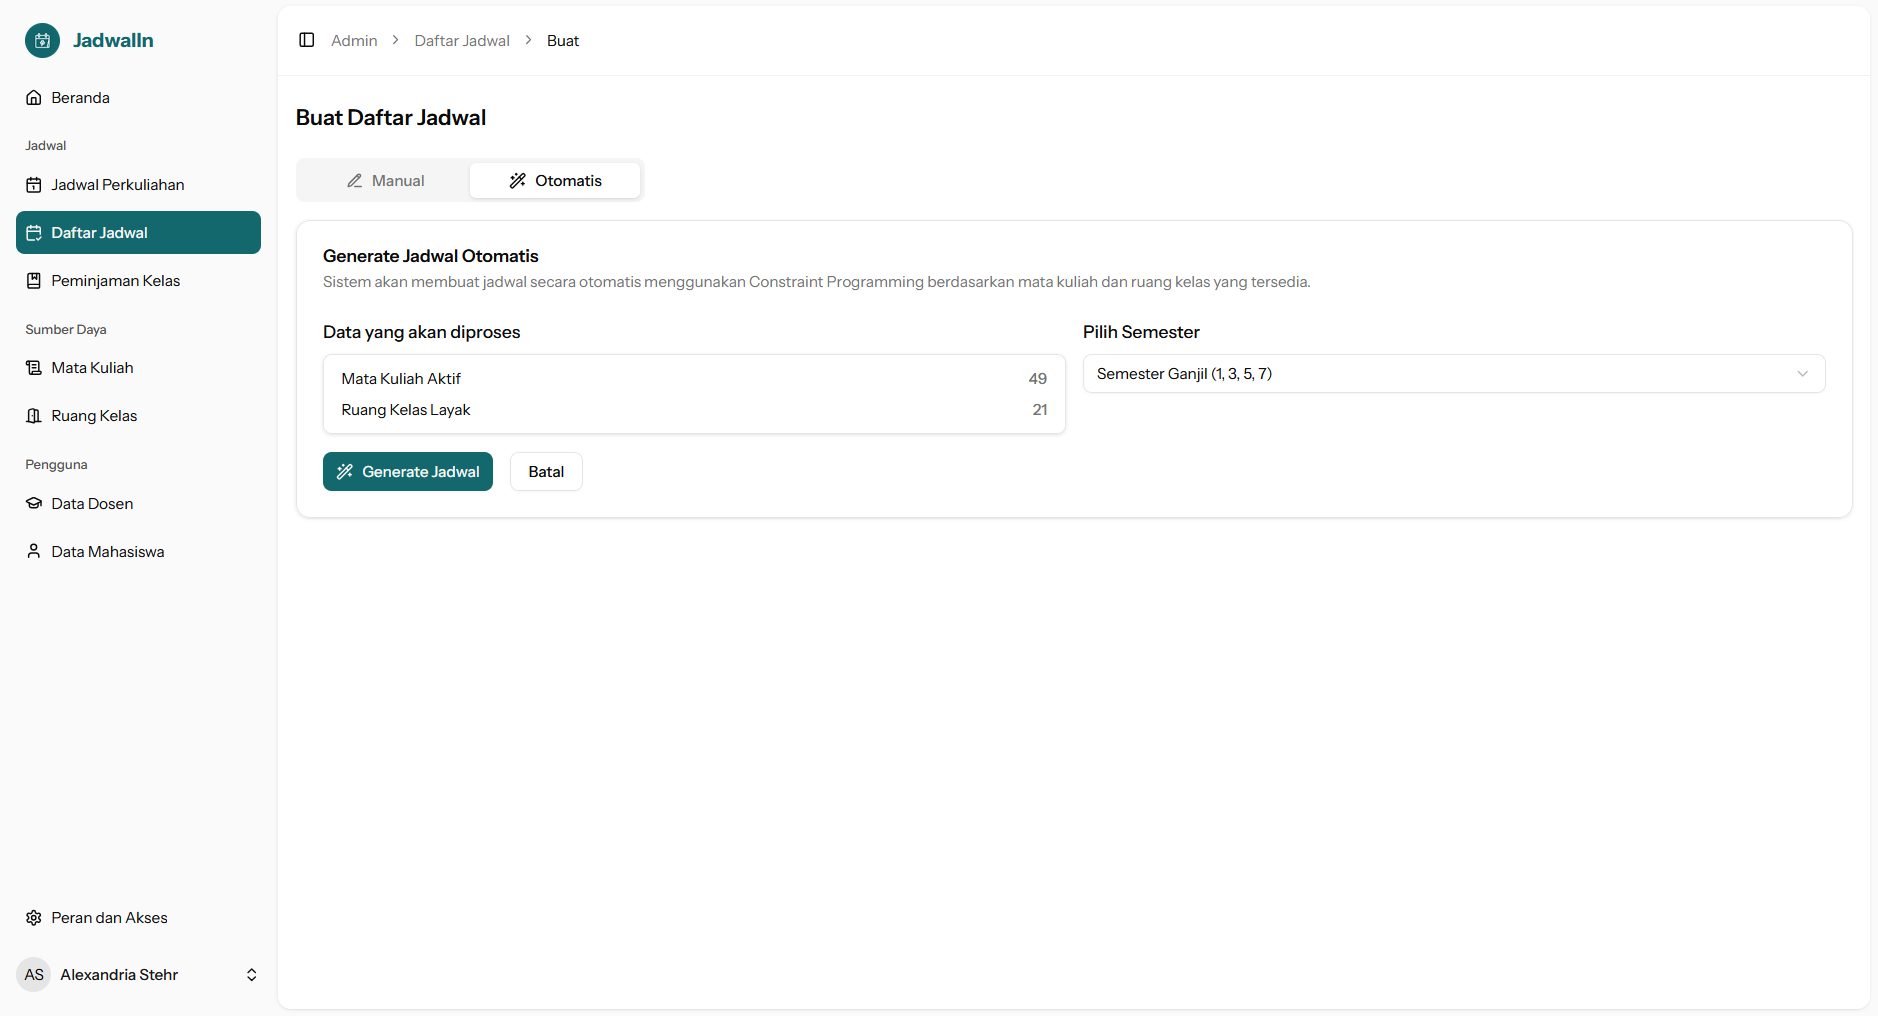 JadwalIn
Beranda
Jadwal
Jadwal Perkuliahan
Daftar Jadwal
Peminjaman Kelas
Sumber Daya
Mata Kuliah
Ruang Kelas
Pengguna
Data Dosen
Data Mahasiswa
Peran dan Akses
AS Alexandria Stehr
Admin > Daftar Jadwal > Buat
Buat Daftar Jadwal
Manual Otomatis
Generate Jadwal Otomatis
Sistem akan membuat jadwal secara otomatis menggunakan Constraint Programming berdasarkan mata kuliah dan ruang kelas yang tersedia.
Data yang akan diproses
Mata Kuliah Aktif 49
Ruang Kelas Layak 21
Pilih Semester
Semester Ganjil (1, 3, 5, 7)
Generate Jadwal Batal